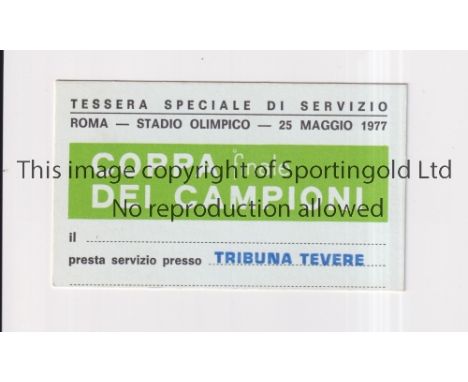 TESSERA SPECIALE DI SERVIZIO
ROMA — STADIO OLIMPICO — 25 MAGGIO 1977
COPPA finale
This image copyright of Sportingold Ltd
DEI CAMPIONI
No reproduction allowed
il
presta servizio presso TRIBUNA TEVERE